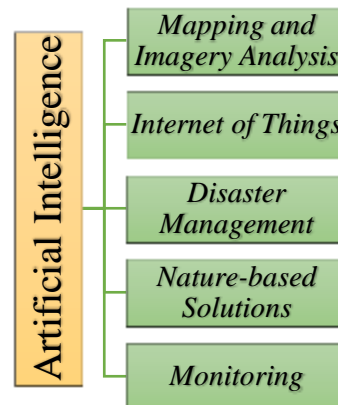 Artificial Intelligence
Mapping and
Imagery Analysis
Internet of Things
Disaster
Management
Nature-based
Solutions
Monitoring